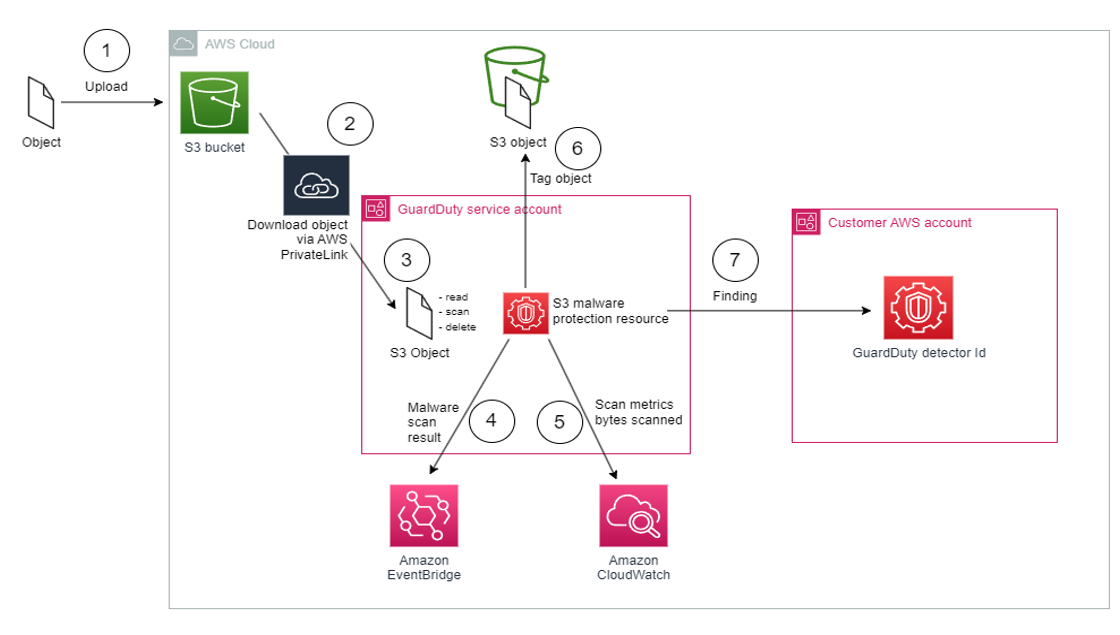 1
Upload
Object
AWS Cloud
S3 bucket
2
Download object
via AWS
PrivateLink
S3 object
6
Tag object
GuardDuty service account
3
- read
- scan
- delete
S3 Object
S3 malware
protection resource
7
Finding
Customer AWS account
GuardDuty detector Id
Malware
scan
result
4
5
Scan metrics
bytes scanned
Amazon
EventBridge
Amazon
CloudWatch